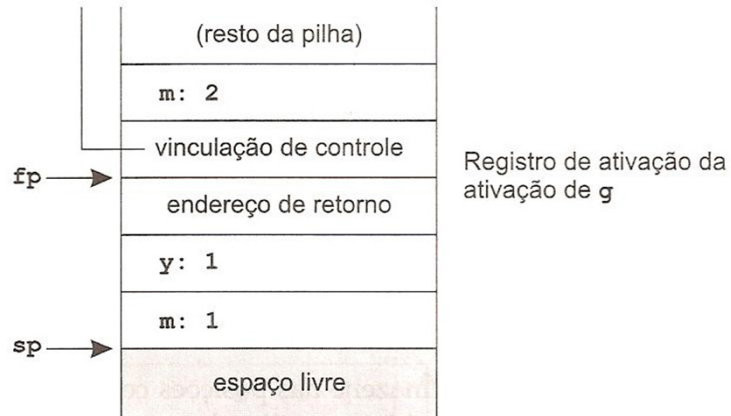 (resto da pilha)
m: 2
vinculação de controle
fp
Registro de ativação da
ativação de g
endereço de retorno
y: 1
m: 1
sp
espaço livre